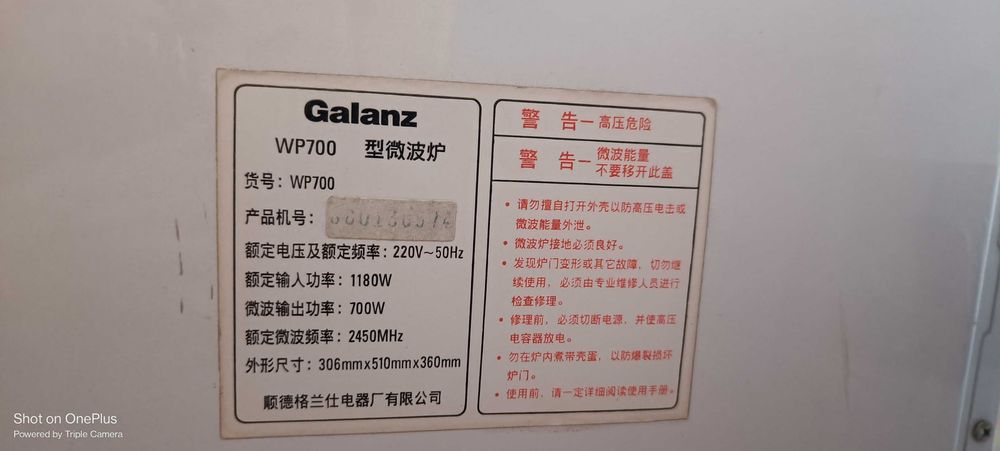 Galanz
WP700 型微波炉
货号：WP700
产品机号：
额定电压及额定频率：220V～50Hz
额定输入功率：1180W
微波输出功率：700W
额定微波频率：2450MHz
外形尺寸：306mmx510mmx360mm
顺德格兰仕电器厂有限公司
警 告－高压危险
警 告－微波能量
不要移开此盖
• 请勿擅自打开外壳以防高压电击或
微波能量外泄。
• 微波炉接地必须良好。
• 发现炉门变形或其它故障，切勿继
续使用，必须由专业维修人员进行
检查修理。
• 修理前，必须切断电源，并使高压
电容器放电。
• 勿在炉内煮带壳蛋，以防爆裂损坏
炉门。
• 使用前，请一定详细阅读使用手册。
Shot on OnePlus
Powered by Triple Camera